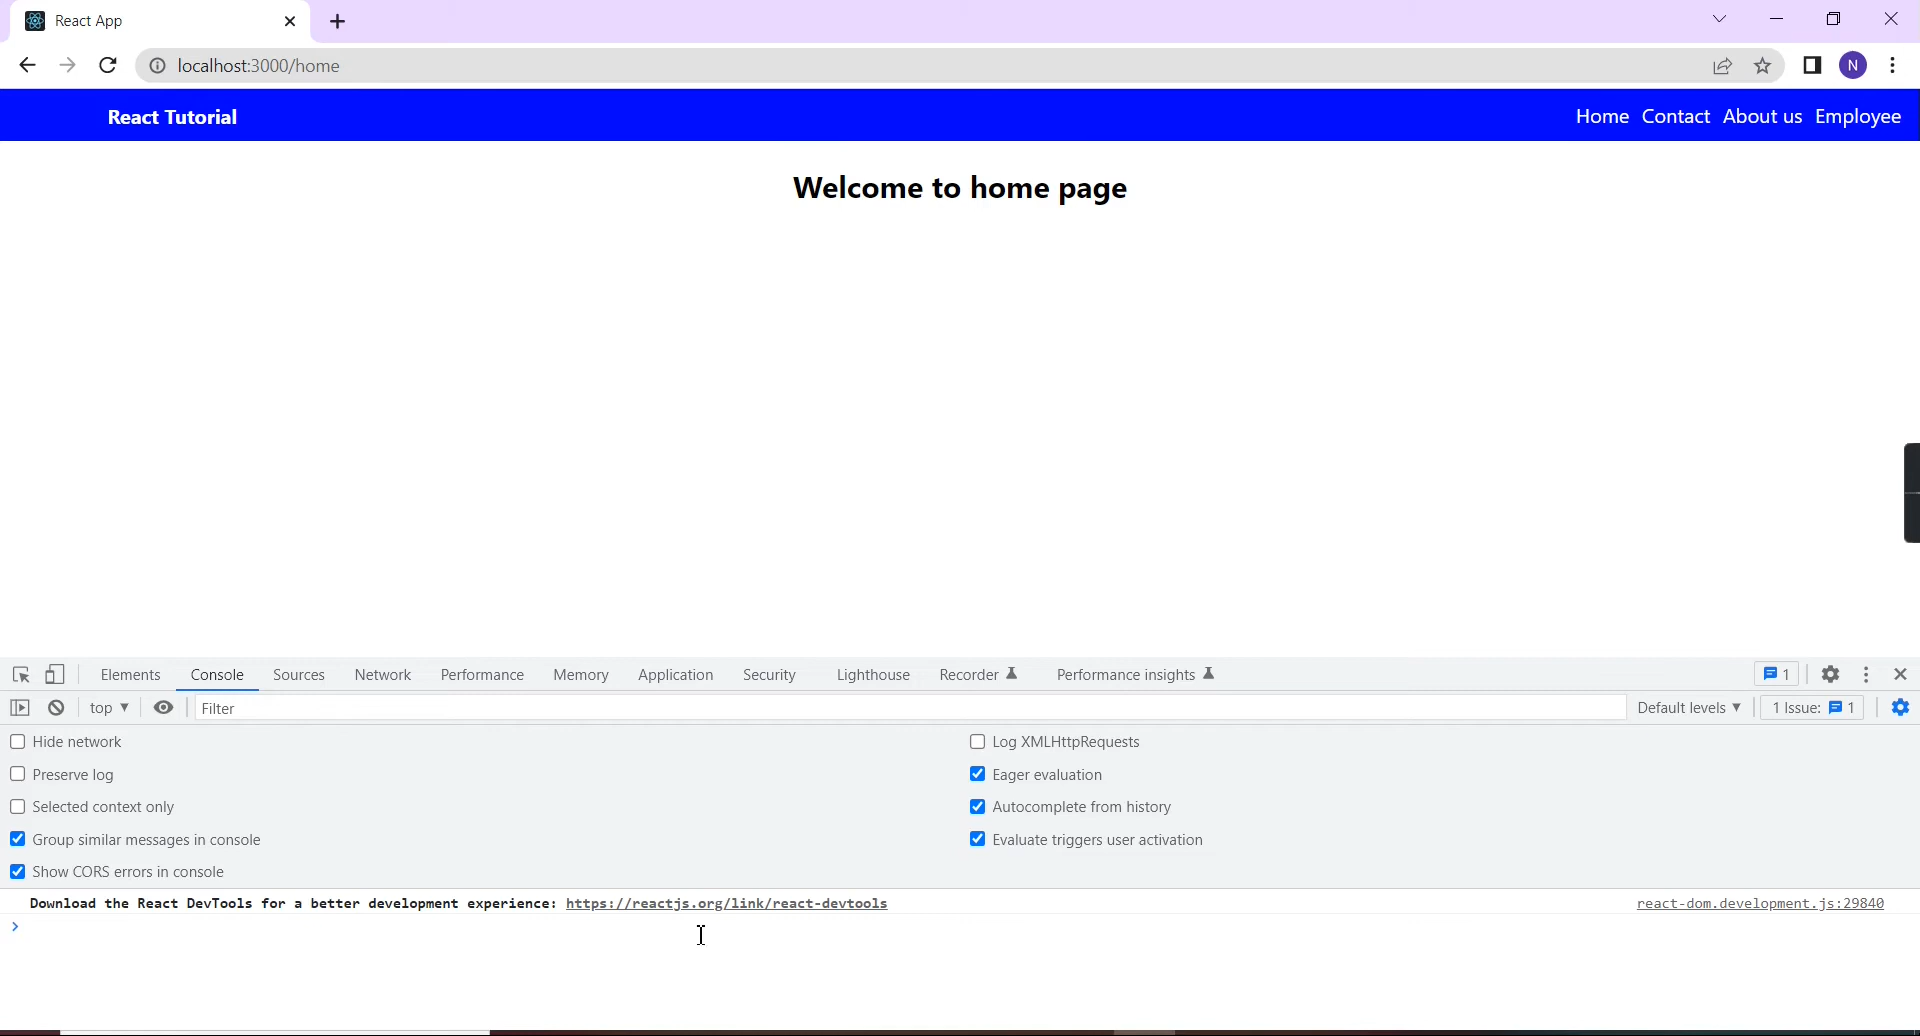 React App
localhost:3000/home
N
React Tutorial
Home Contact About us Employee
Welcome to home page
Elements Console Sources Network Performance Memory Application Security Lighthouse Recorder Performance insights 1
top Filter Default levels 1 Issue: 1
Hide network
Log XMLHttpRequests
Preserve log
Eager evaluation
Selected context only
Autocomplete from history
Group similar messages in console
Evaluate triggers user activation
Show CORS errors in console
Download the React DevTools for a better development experience: https://reactjs.org/link/react-devtools react-dom.development.js:29840